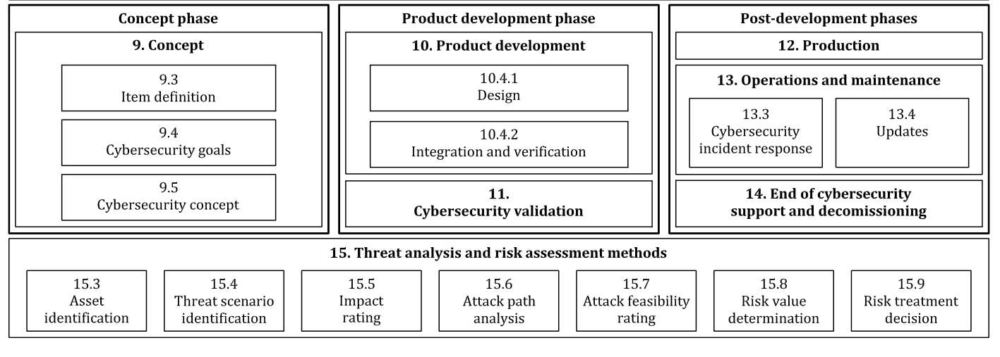 Concept phase
9. Concept
9.3
Item definition
9.4
Cybersecurity goals
9.5
Cybersecurity concept
Product development phase
10. Product development
10.4.1
Design
10.4.2
Integration and verification
11.
Cybersecurity validation
Post-development phases
12. Production
13. Operations and maintenance
13.3
Cybersecurity
incident response
13.4
Updates
14. End of cybersecurity
support and decomissioning
15. Threat analysis and risk assessment methods
15.3
Asset
identification
15.4
Threat scenario
identification
15.5
Impact
rating
15.6
Attack path
analysis
15.7
Attack feasibility
rating
15.8
Risk value
determination
15.9
Risk treatment
decision